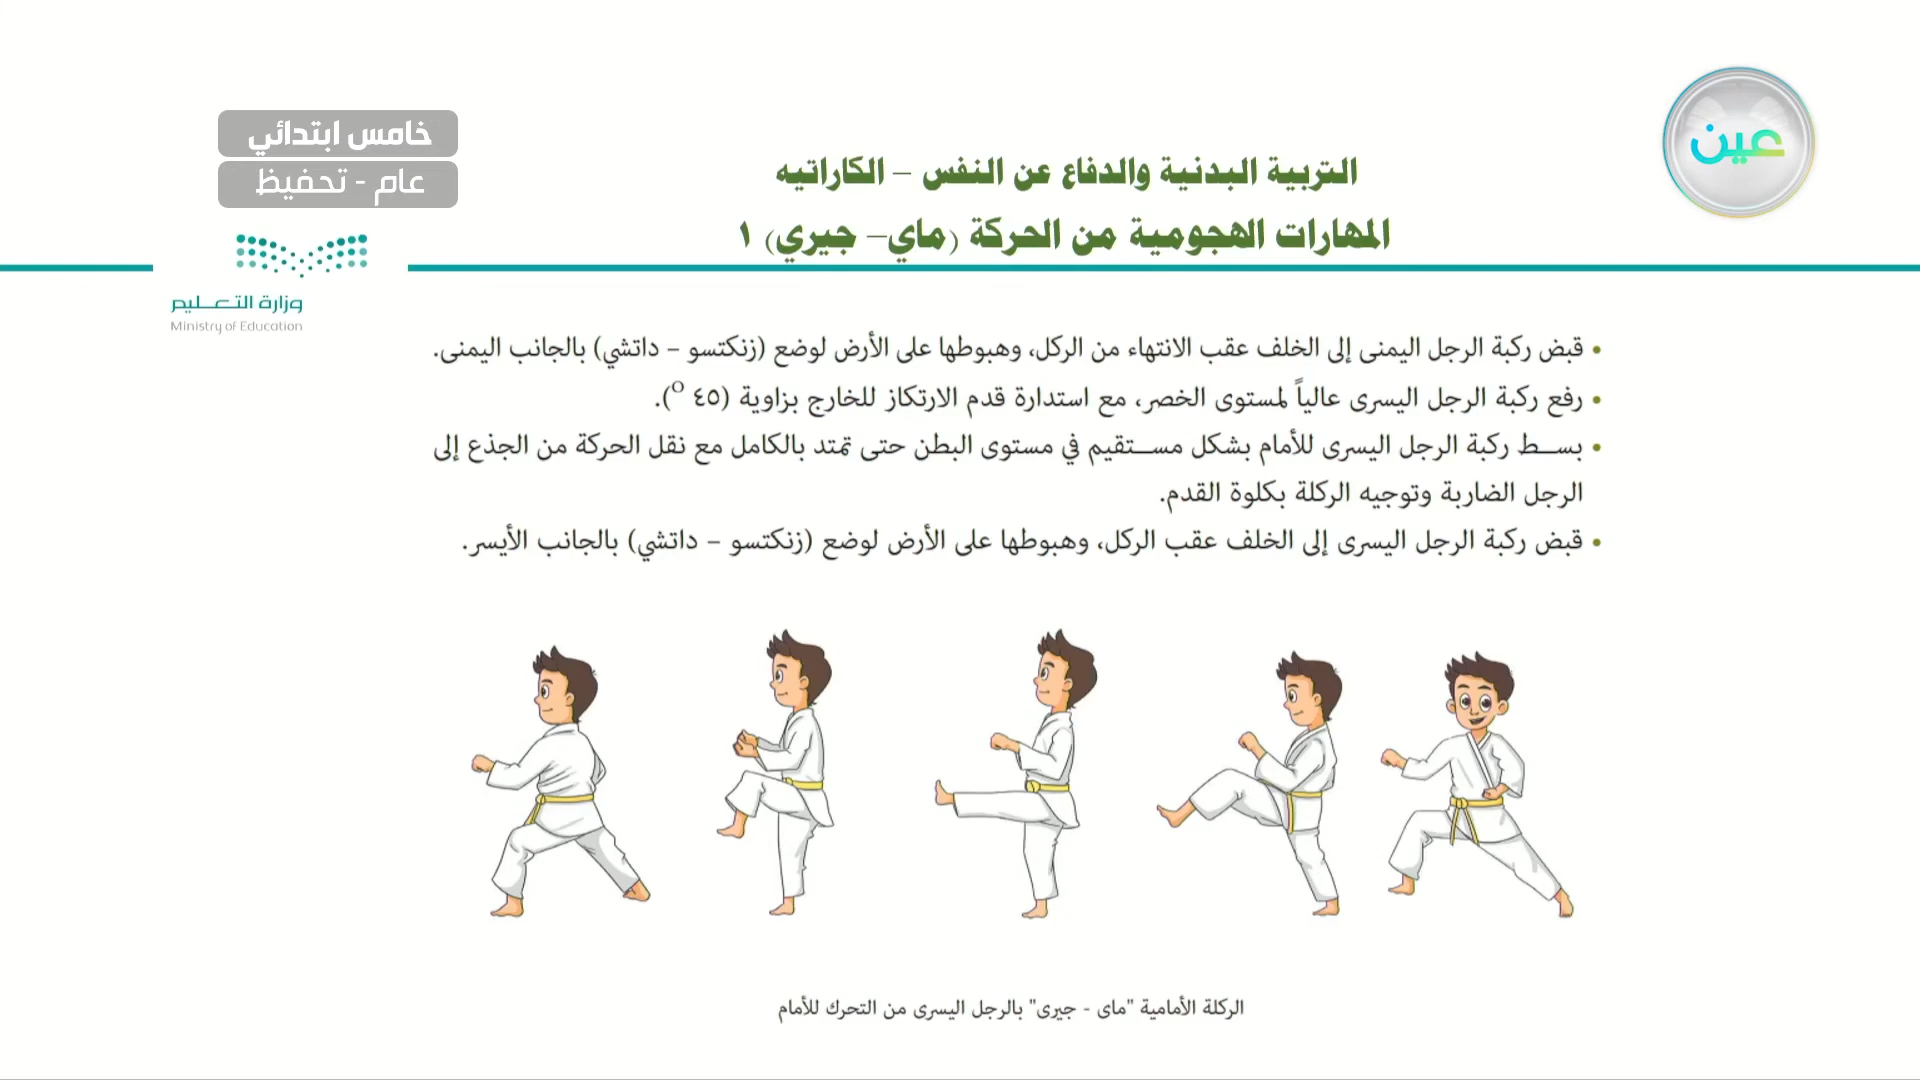 عين
خامس ابتدائي
عام - تحفيظ
التربية البدنية والدفاع عن النفس – الكاراتيه
المهارات الهجومية من الحركة (ماي– جيري) ١
وزارة التعليم
Ministry of Education
• قبض ركبة الرجل اليمنى إلى الخلف عقب الانتهاء من الركل، وهبوطها على الأرض لوضع (زنكتسو – داتشي) بالجانب اليمنى.
• رفع ركبة الرجل اليسرى عالياً لمستوى الخصر، مع استدارة قدم الارتكاز للخارج بزاوية (٤٥ O).
• بسط ركبة الرجل اليسرى للأمام بشكل مستقيم في مستوى البطن حتى تمتد بالكامل مع نقل الحركة من الجذع إلى
الرجل الضاربة وتوجيه الركلة بكلوة القدم.
• قبض ركبة الرجل اليسرى إلى الخلف عقب الركل، وهبوطها على الأرض لوضع (زنكتسو – داتشي) بالجانب الأيسر.
الركلة الأمامية "ماى - جيرى" بالرجل اليسرى من التحرك للأمام